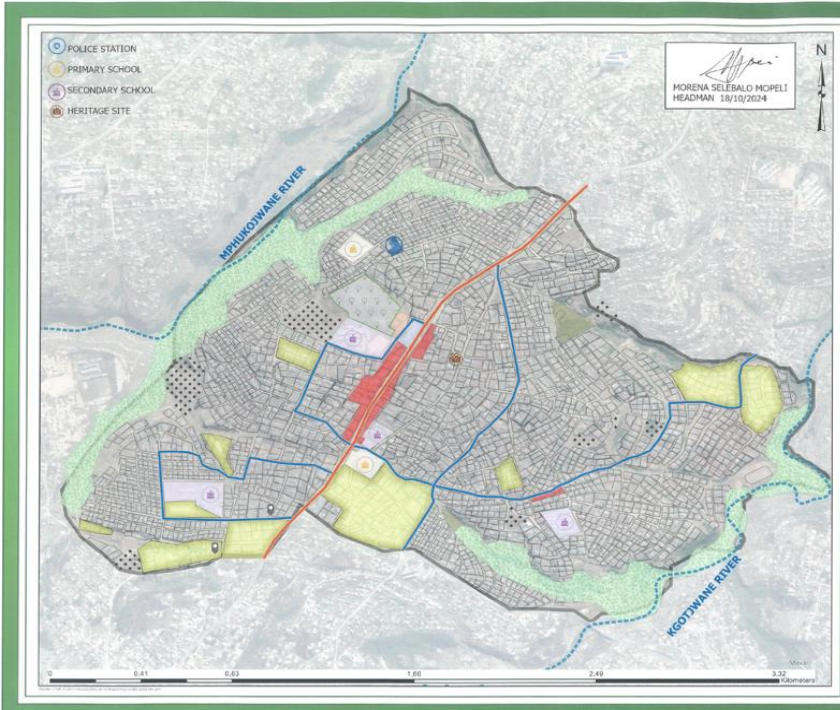 POLICE STATION
PRIMARY SCHOOL
SECONDARY SCHOOL
HERITAGE SITE
MORENA SELEBALO MOPELI
HEADMAN 18/10/2024
N
MPHUKOJWANE RIVER
KGOTJWANE RIVER
0 0,41 0,83 1,66 2,49 3,32
Kilometers